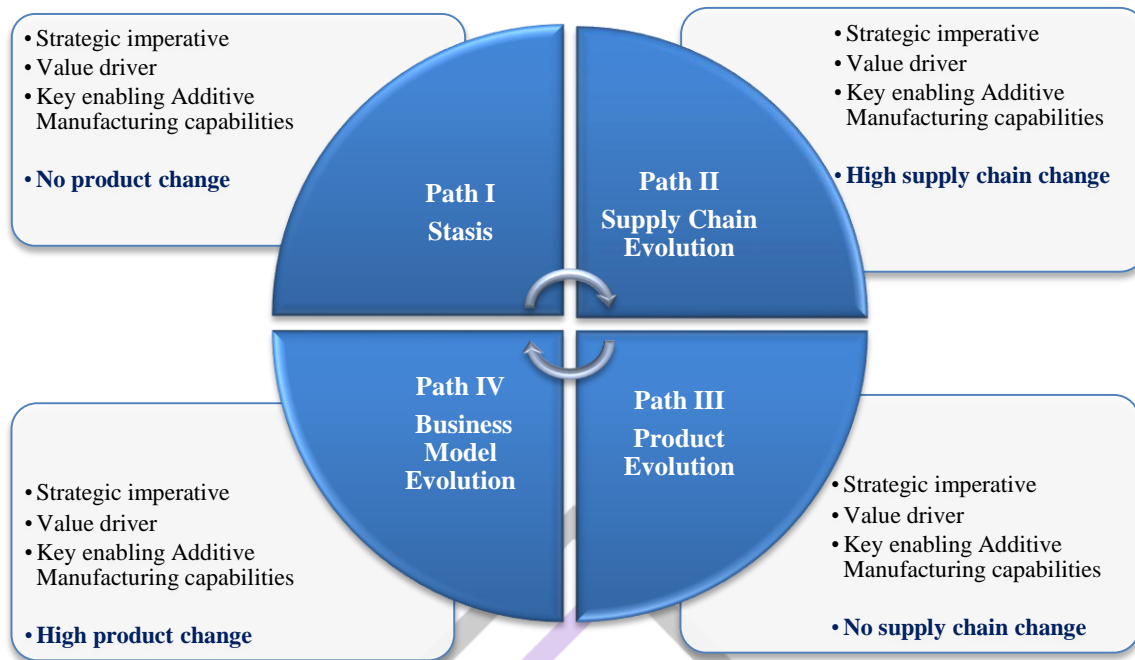 • Strategic imperative
• Value driver
• Key enabling Additive
Manufacturing capabilities
• No product change
• Strategic imperative
• Value driver
• Key enabling Additive
Manufacturing capabilities
• High supply chain change
Path I
Stasis
Path II
Supply Chain
Evolution
Path IV
Business
Model
Evolution
Path III
Product
Evolution
• Strategic imperative
• Value driver
• Key enabling Additive
Manufacturing capabilities
• High product change
• Strategic imperative
• Value driver
• Key enabling Additive
Manufacturing capabilities
• No supply chain change